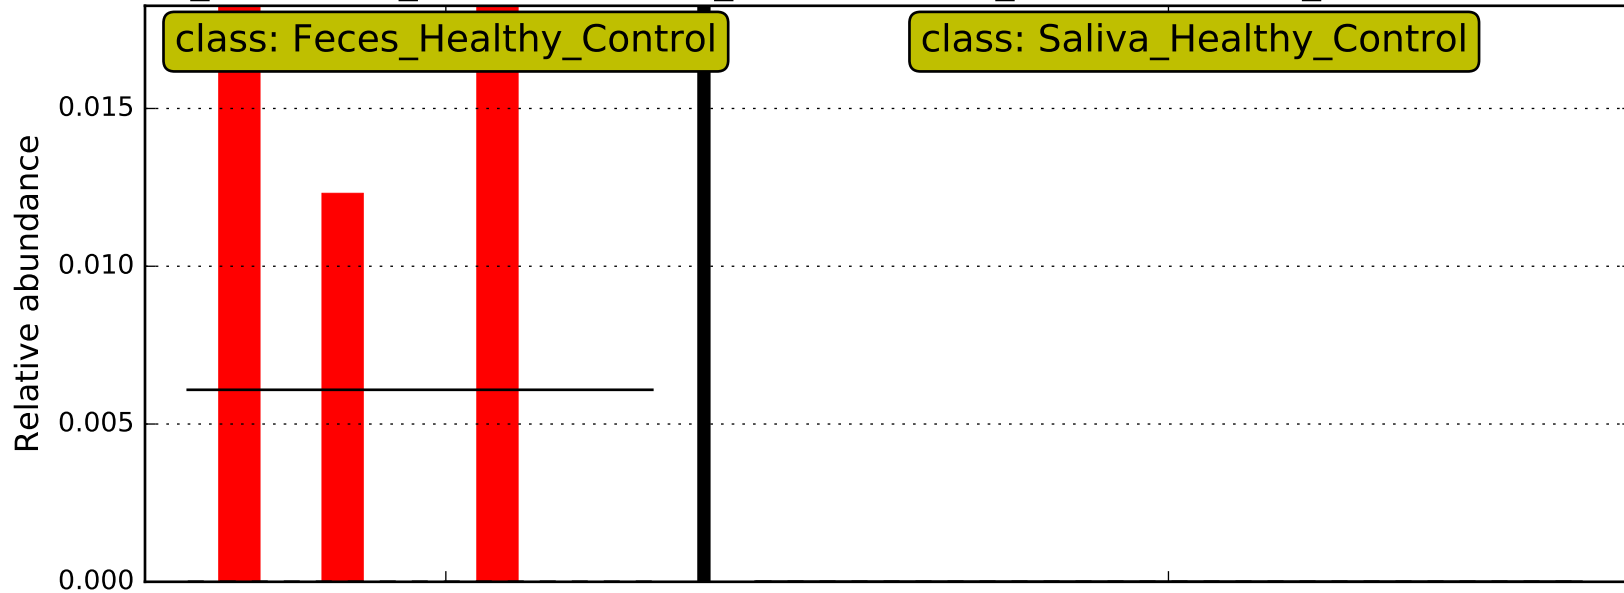 class: Feces_Healthy_Control
class: Saliva_Healthy_Control
Relative abundance
0.015
0.010
0.005
0.000